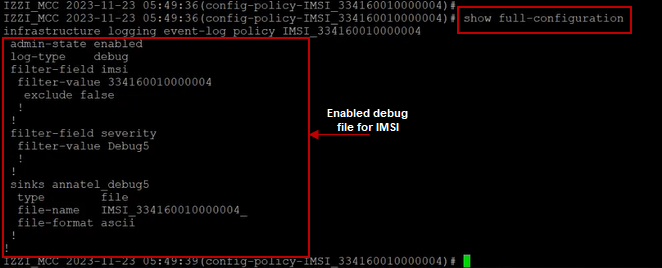 IZZI_MCC 2023-11-23 05:49:36(config-policy-IMSI_334160010000004)#
IZZI_MCC 2023-11-23 05:49:36(config-policy-IMSI_334160010000004)# show full-configuration
infrastructure logging event-log policy IMSI_334160010000004
admin-state enabled
log-type debug
filter-field imsi
filter-value 334160010000004
exclude false
!
!
filter-field severity
filter-value Debug5
!
!
sinks annatel_debug5
type file
file-name IMSI_334160010000004_
file-format ascii
!
!
IZZI_MCC 2023-11-23 05:49:39(config-policy-IMSI_334160010000004)#
Enabled debug
file for IMSI